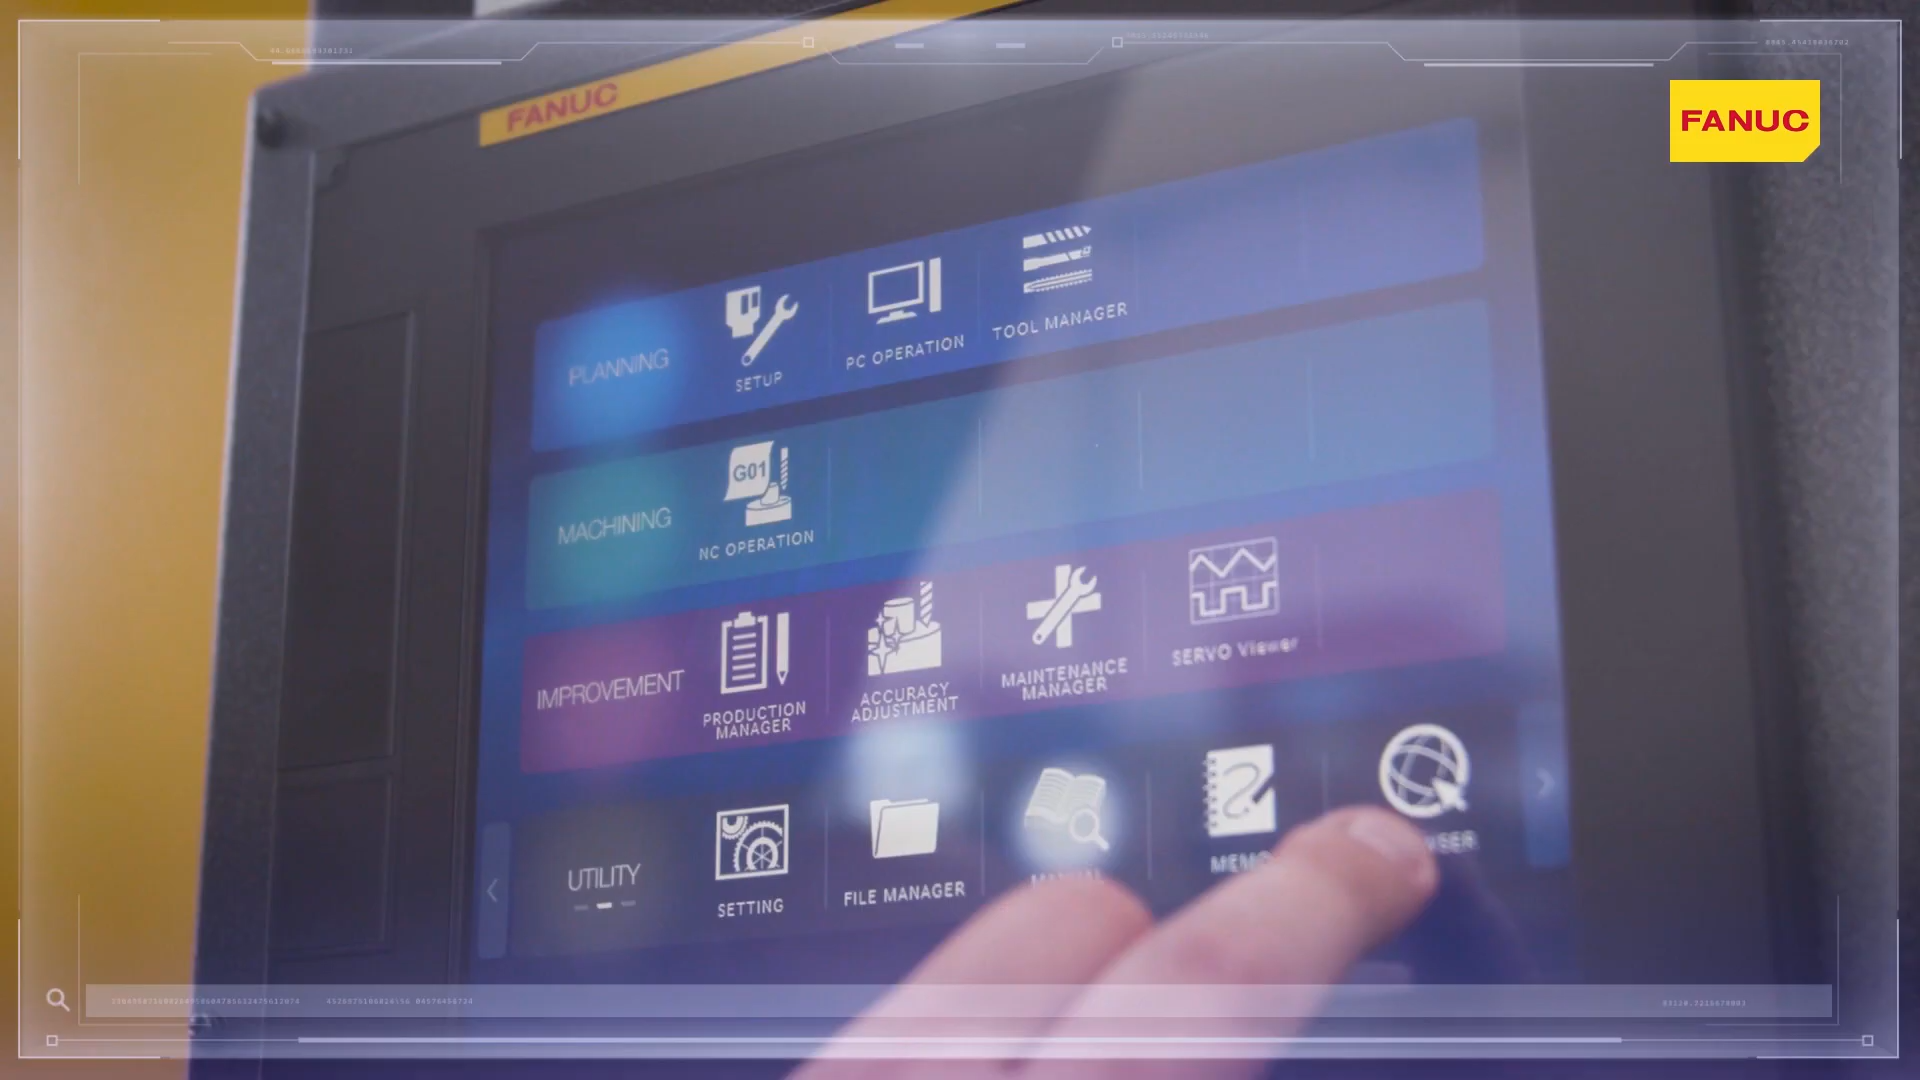 FANUC
FANUC
PLANNING
SETUP
PC OPERATION
TOOL MANAGER
MACHINING
G01
NC OPERATION
IMPROVEMENT
PRODUCTION
MANAGER
ACCURACY
ADJUSTMENT
MAINTENANCE
MANAGER
SERVO Viewer
UTILITY
SETTING
FILE MANAGER